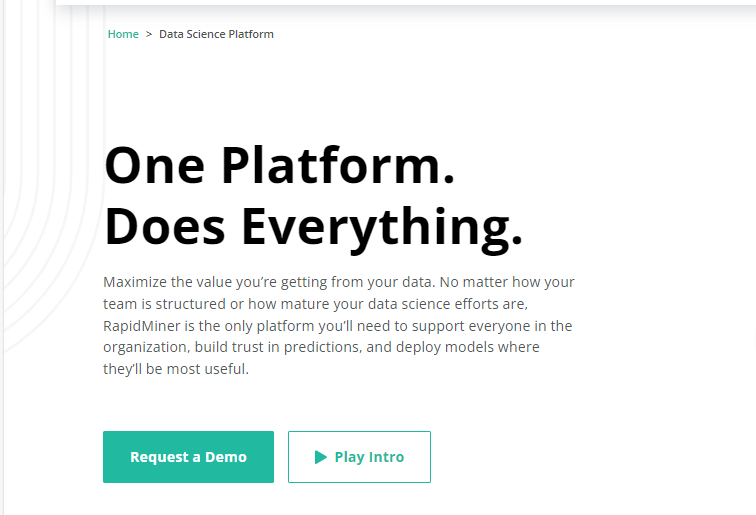 Home > Data Science Platform
One Platform.
Does Everything.
Maximize the value you’re getting from your data. No matter how your
team is structured or how mature your data science efforts are,
RapidMiner is the only platform you’ll need to support everyone in the
organization, build trust in predictions, and deploy models where
they’ll be most useful.
Request a Demo
Play Intro